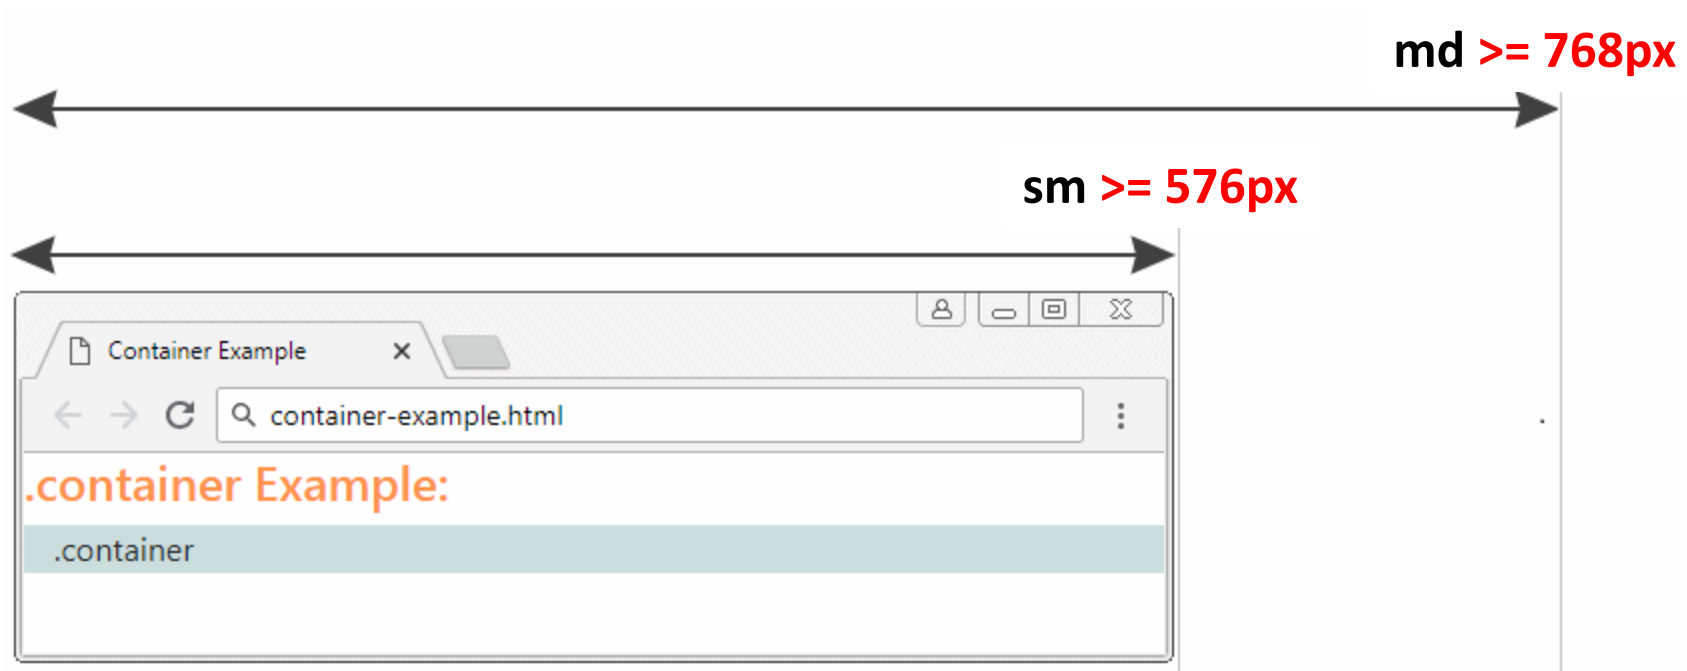 md >= 768px
sm >= 576px
Container Example
container-example.html
.container Example:
.container